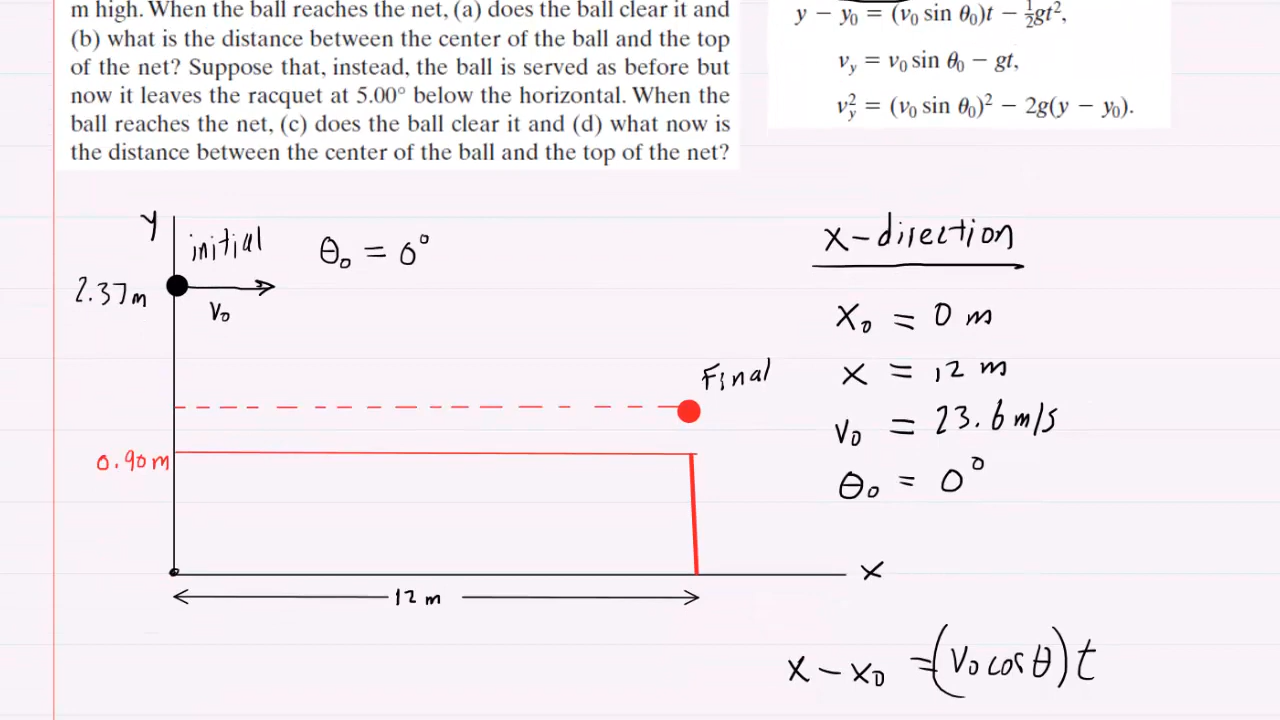 m high. When the ball reaches the net, (a) does the ball clear it and
(b) what is the distance between the center of the ball and the top
of the net? Suppose that, instead, the ball is served as before but
now it leaves the racquet at 5.00° below the horizontal. When the
ball reaches the net, (c) does the ball clear it and (d) what now is
the distance between the center of the ball and the top of the net?
y − y₀ = (v₀ sin θ₀)t − ½gt²,
v_y = v₀ sin θ₀ − gt,
v_y² = (v₀ sin θ₀)² − 2g(y − y₀).
y
initial
θ₀ = 0°
2.37m
v₀
Final
0.90m
x
12 m
x-direction
x₀ = 0 m
x = 12 m
v₀ = 23.6 m/s
θ₀ = 0°
x − x₀ = (v₀ cos θ) t